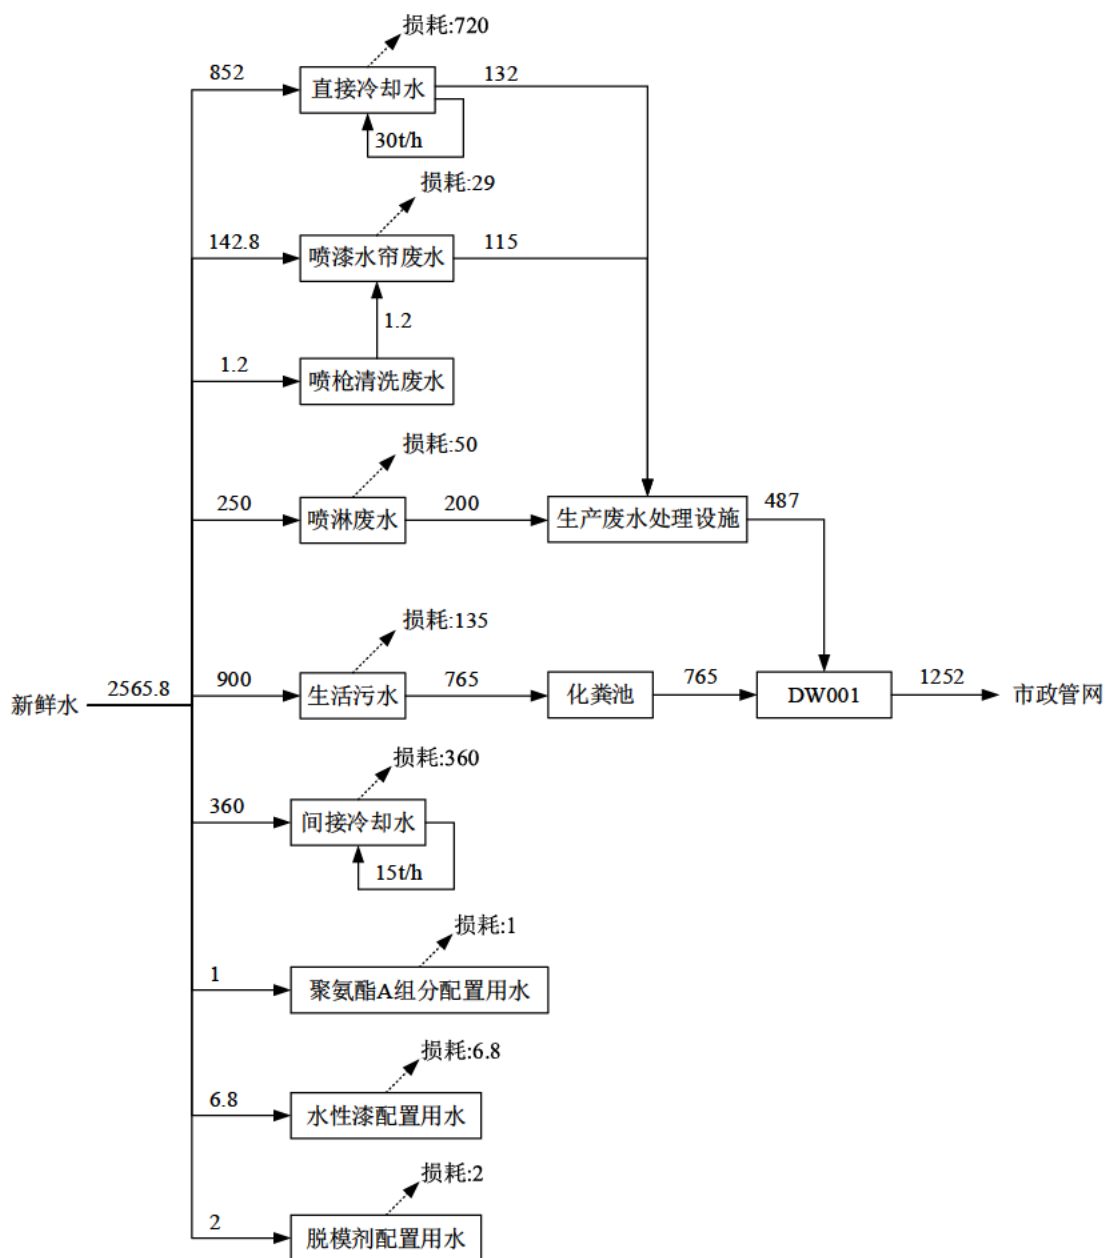 损耗:720
852
直接冷却水
132
30t/h
损耗:29
142.8
喷漆水帘废水
115
1.2
1.2
喷枪清洗废水
损耗:50
250
喷淋废水
200
生产废水处理设施
487
损耗:135
新鲜水
2565.8
900
生活污水
765
化粪池
765
DW001
1252
市政管网
损耗:360
360
间接冷却水
15t/h
损耗:1
1
聚氨酯A组分配置用水
损耗:6.8
6.8
水性漆配置用水
损耗:2
2
脱模剂配置用水